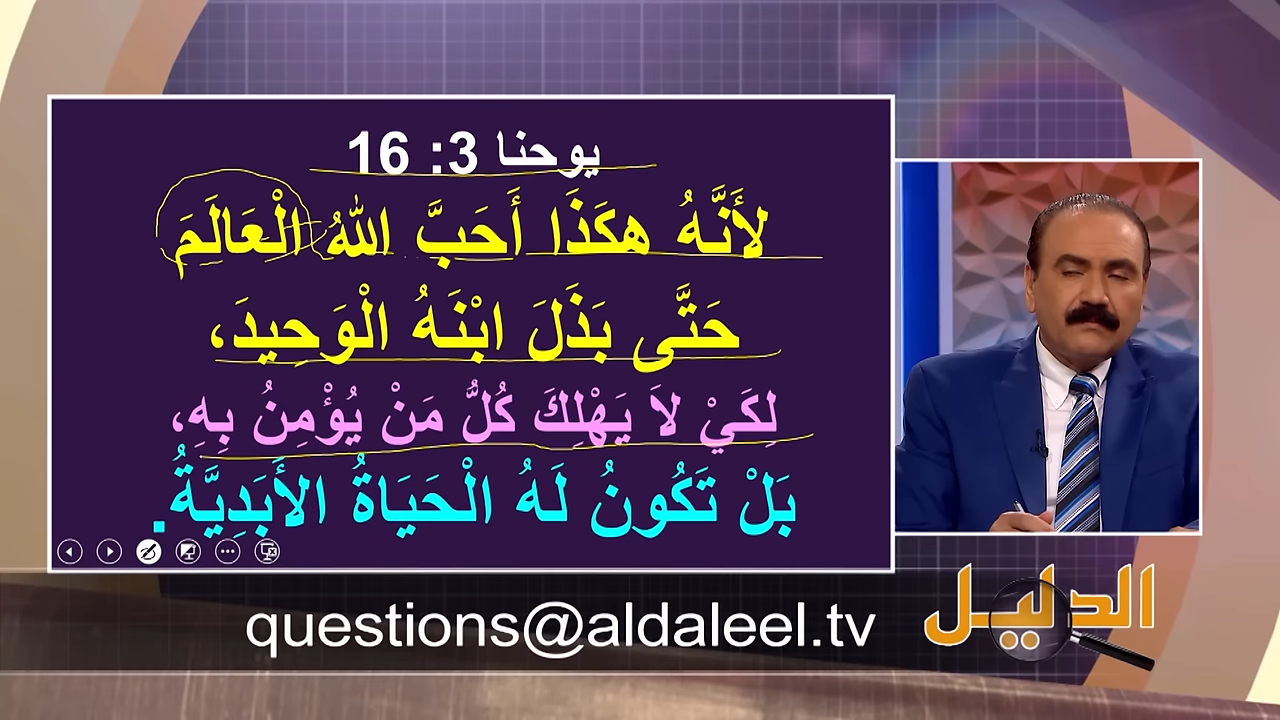 يوحنا 3: 16
لأَنَّهُ هكَذَا أَحَبَّ اللهُ الْعَالَمَ
حَتَّى بَذَلَ ابْنَهُ الْوَحِيدَ،
لِكَيْ لاَ يَهْلِكَ كُلُّ مَنْ يُؤْمِنُ بِهِ،
بَلْ تَكُونُ لَهُ الْحَيَاةُ الأَبَدِيَّةُ.
questions@aldaleel.tv
الدليل